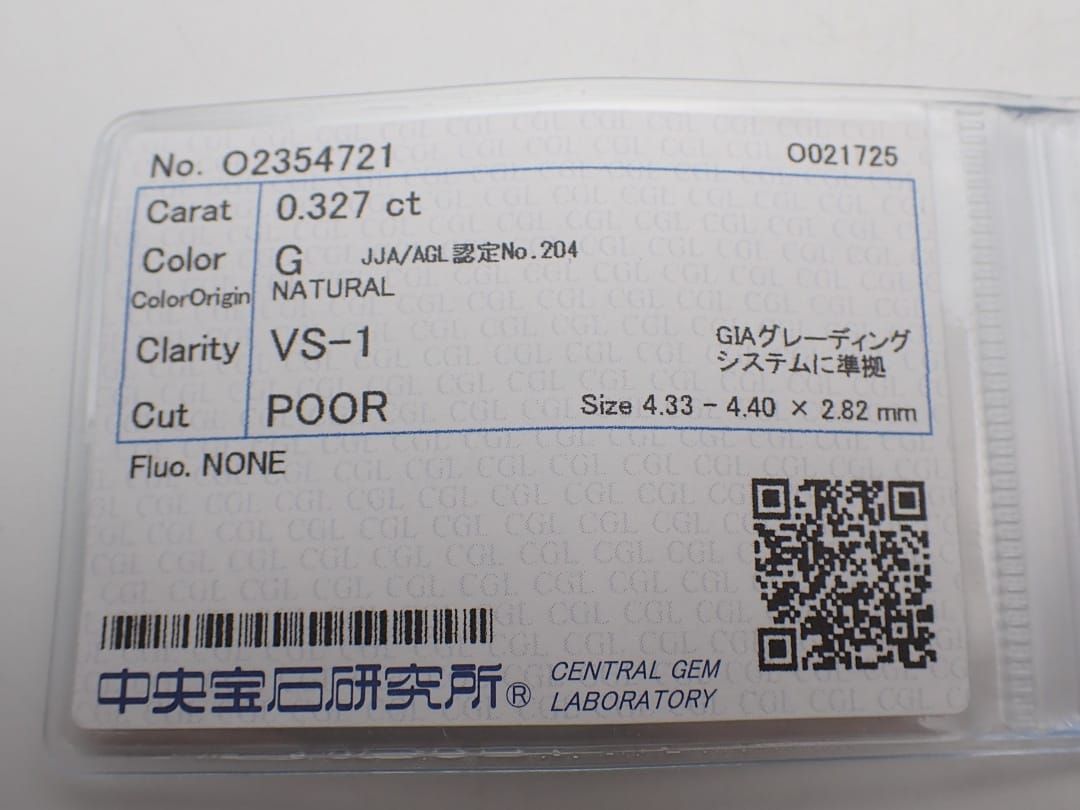 No. O2354721
O021725
Carat 0.327 ct
Color G JJA/AGL認定No.204
ColorOrigin NATURAL
Clarity VS-1
GIAグレーディング
システムに準拠
Cut POOR Size 4.33 - 4.40 × 2.82 mm
Fluo. NONE
中央宝石研究所® CENTRAL GEM
LABORATORY